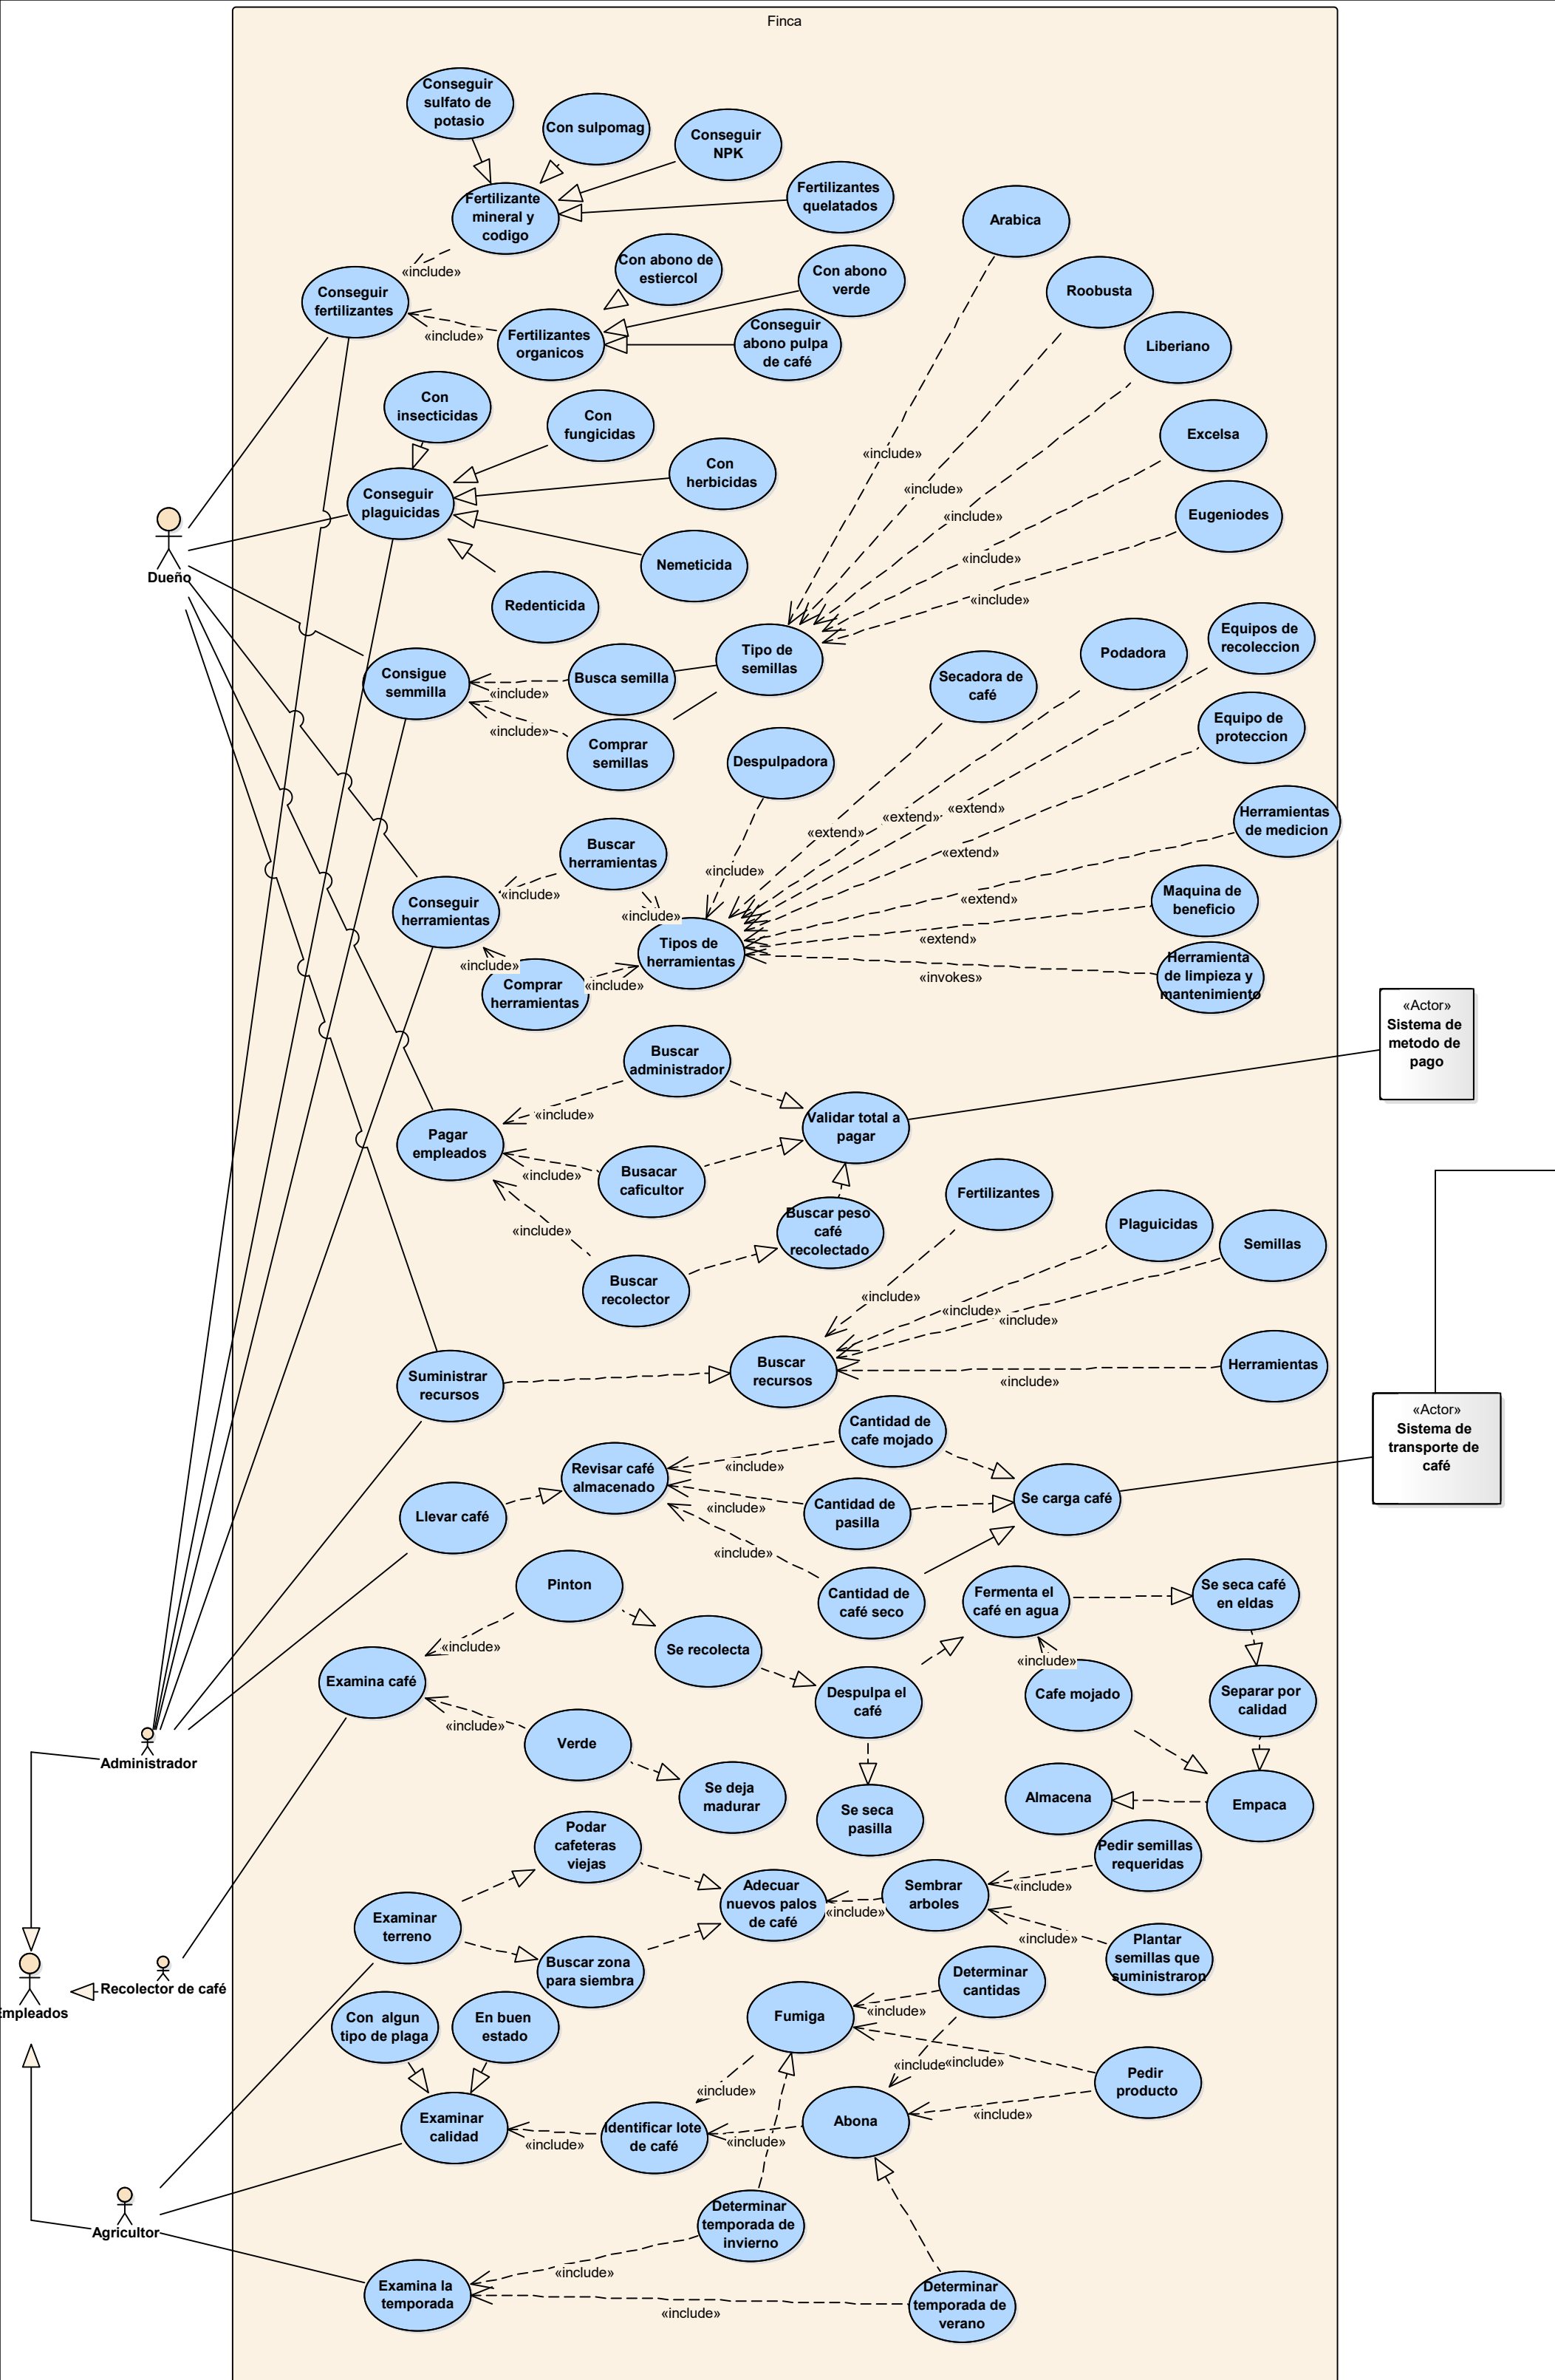 Finca
Conseguir
sulfato de
potasio
Con sulpomag
Conseguir
NPK
Fertilizantes
quelatados
Fertilizante
mineral y
codigo
Arabica
Roobusta
Liberiano
Excelsa
Eugeniodes
«include»
Con abono de
estiercol
Con abono
verde
Conseguir
fertilizantes
«include»
Fertilizantes
organicos
Conseguir
abono pulpa
de café
Con
insecticidas
Con
fungicidas
Con
herbicidas
Conseguir
plaguicidas
Nemeticida
Redenticida
«include»
«include»
«include»
«include»
«include»
Dueño
Tipo de
semillas
Consigue
semmilla
Busca semilla
«include»
«include»
Comprar
semillas
Secadora de
café
Podadora
Equipos de
recoleccion
Equipo de
proteccion
Despulpadora
Herramientas
de medicion
«extend»
«extend»
«extend»
«extend»
«include»
Buscar
herramientas
«include»
«include»
Conseguir
herramientas
Maquina de
beneficio
«extend»
«extend»
Tipos de
herramientas
«include»
«include»
Comprar
herramientas
«invokes»
Herramienta
de limpieza y
mantenimiento
«Actor»
Sistema de
metodo de
pago
Buscar
administrador
«include»
Validar total a
pagar
Pagar
empleados
«include»
Busacar
caficultor
«include»
Buscar peso
café
recolectado
Buscar
recolector
Fertilizantes
Plaguicidas
Semillas
«include»
«include»
«include»
Herramientas
«include»
Buscar
recursos
Suministrar
recursos
«Actor»
Sistema de
transporte de
café
Cantidad de
cafe mojado
Revisar café
almacenado
«include»
Llevar café
«include»
Cantidad de
pasilla
Se carga café
«include»
Cantidad de
café seco
Pinton
Fermenta el
café en agua
Se seca café
en eldas
«include»
Se recolecta
«include»
Examina café
Despulpa el
café
Cafe mojado
Separar por
calidad
«include»
Verde
Administrador
Se deja
madurar
Se seca
pasilla
Almacena
Empaca
Podar
cafeteras
viejas
Pedir semillas
requeridas
Adecuar
nuevos palos
de café
Sembrar
arboles
«include»
«include»
Examinar
terreno
«include»
Plantar
semillas que
suministraron
Buscar zona
para siembra
Recolector de café
Empleados
Determinar
cantidas
Con  algun
tipo de plaga
En buen
estado
Fumiga
«include»
«include»
«include»
Pedir
producto
«include»
«include»
Examinar
calidad
«include»
Identificar lote
de café
«include»
Abona
Agricultor
Determinar
temporada de
invierno
«include»
Examina la
temporada
«include»
Determinar
temporada de
verano